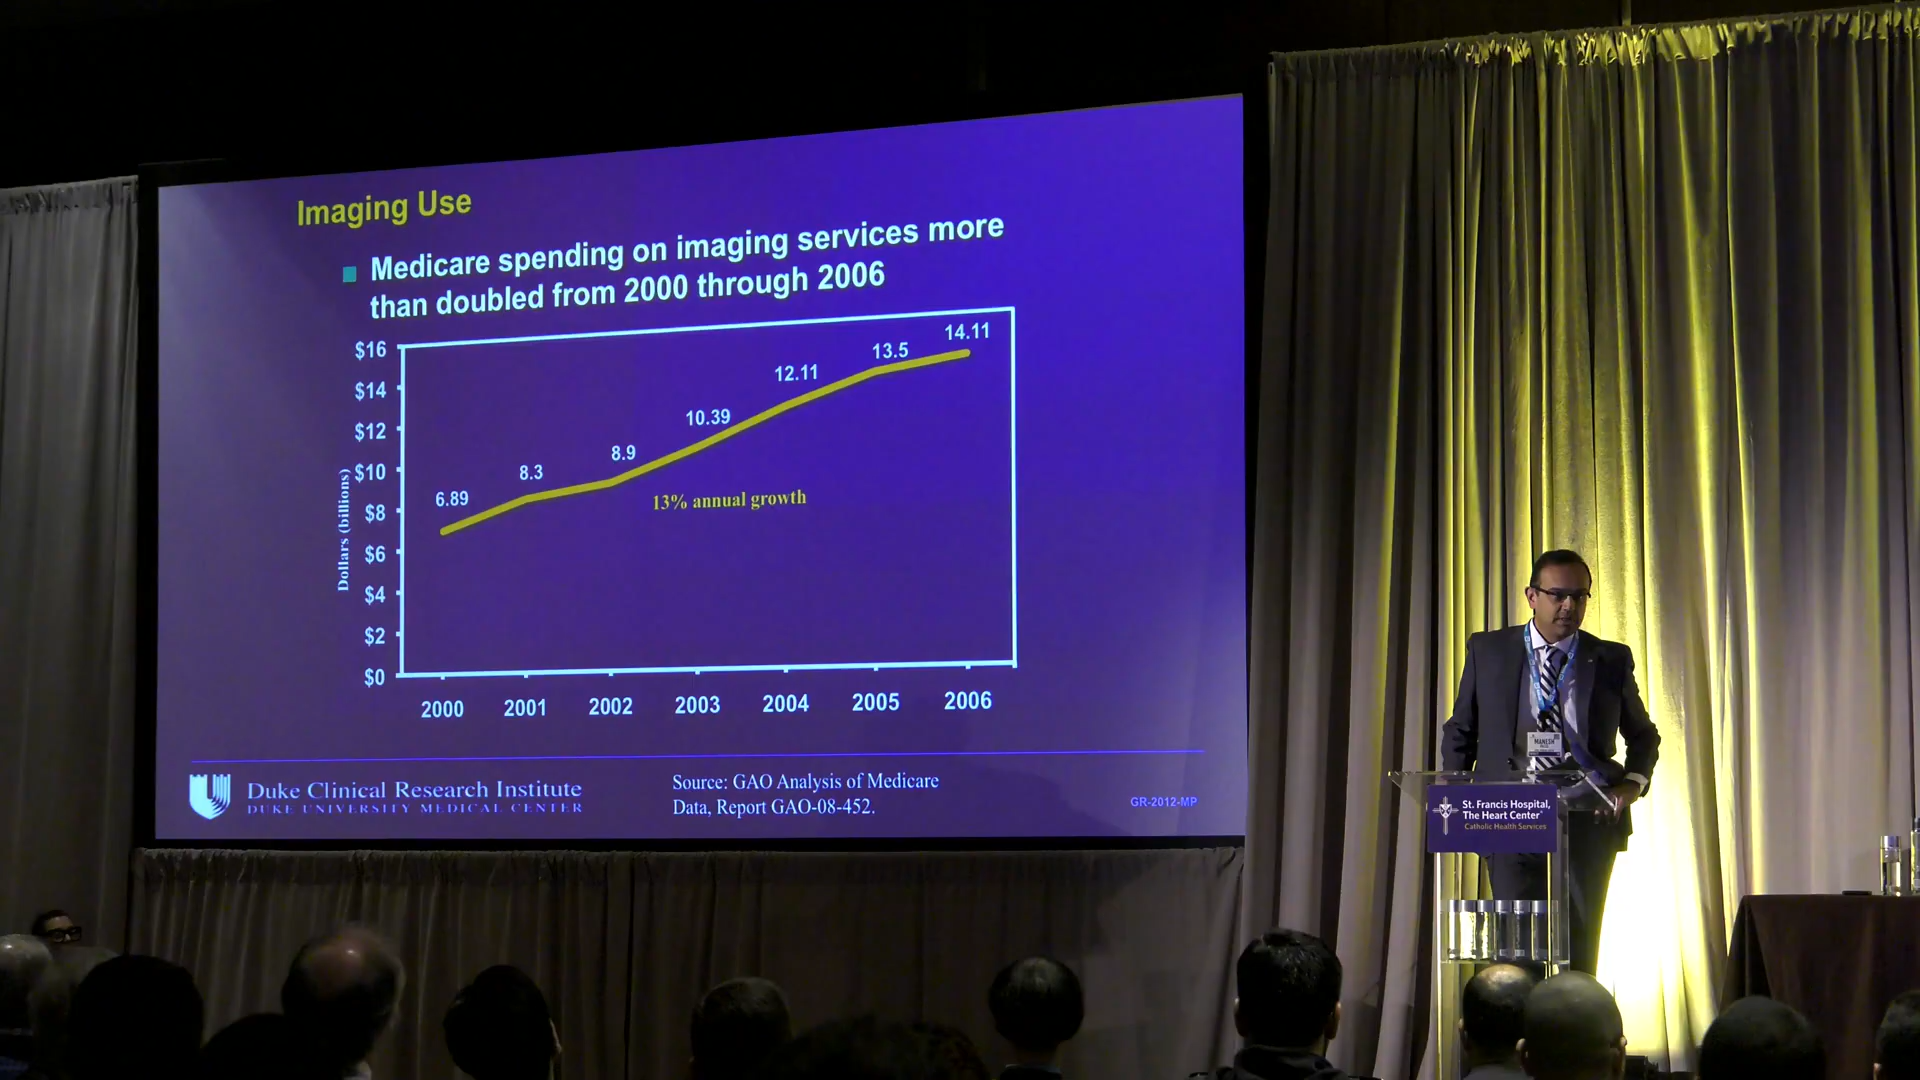 Imaging Use
Medicare spending on imaging services more
than doubled from 2000 through 2006
$16
$14
$12
$10
$8
$6
$4
$2
$0
Dollars (billions)
6.89
8.3
8.9
10.39
12.11
13.5
14.11
13% annual growth
2000 2001 2002 2003 2004 2005 2006
Duke Clinical Research Institute
DUKE UNIVERSITY MEDICAL CENTER
Source: GAO Analysis of Medicare
Data, Report GAO-08-452.
GR-2012-MP
St. Francis Hospital,
The Heart Center
Catholic Health Services